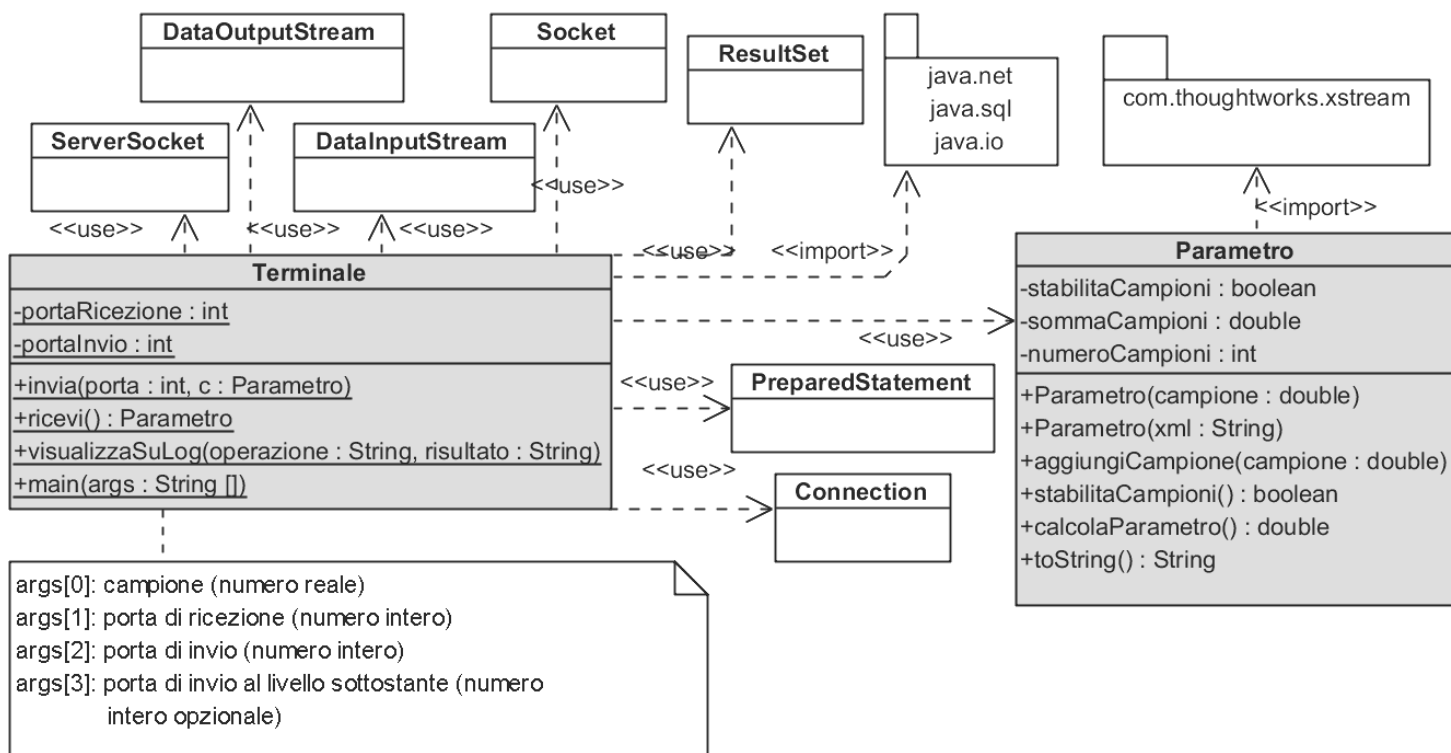 DataOutputStream
Socket
ResultSet
java.net
java.sql
java.io
com.thoughtworks.xstream
ServerSocket
DataInputStream
<<use>>
<<use>>
<<use>>
<<use>>
<<use>>
<<import>>
<<import>>
Terminale
-portaRicezione : int
-portaInvio : int
+invia(porta : int, c : Parametro)
+ricevi() : Parametro
+visualizzaSuLog(operazione : String, risultato : String)
+main(args : String [])
<<use>>
Parametro
-stabilitaCampioni : boolean
-sommaCampioni : double
-numeroCampioni : int
+Parametro(campione : double)
+Parametro(xml : String)
+aggiungiCampione(campione : double)
+stabilitaCampioni() : boolean
+calcolaParametro() : double
+toString() : String
<<use>>
PreparedStatement
<<use>>
Connection
args[0]: campione (numero reale)
args[1]: porta di ricezione (numero intero)
args[2]: porta di invio (numero intero)
args[3]: porta di invio al livello sottostante (numero
intero opzionale)